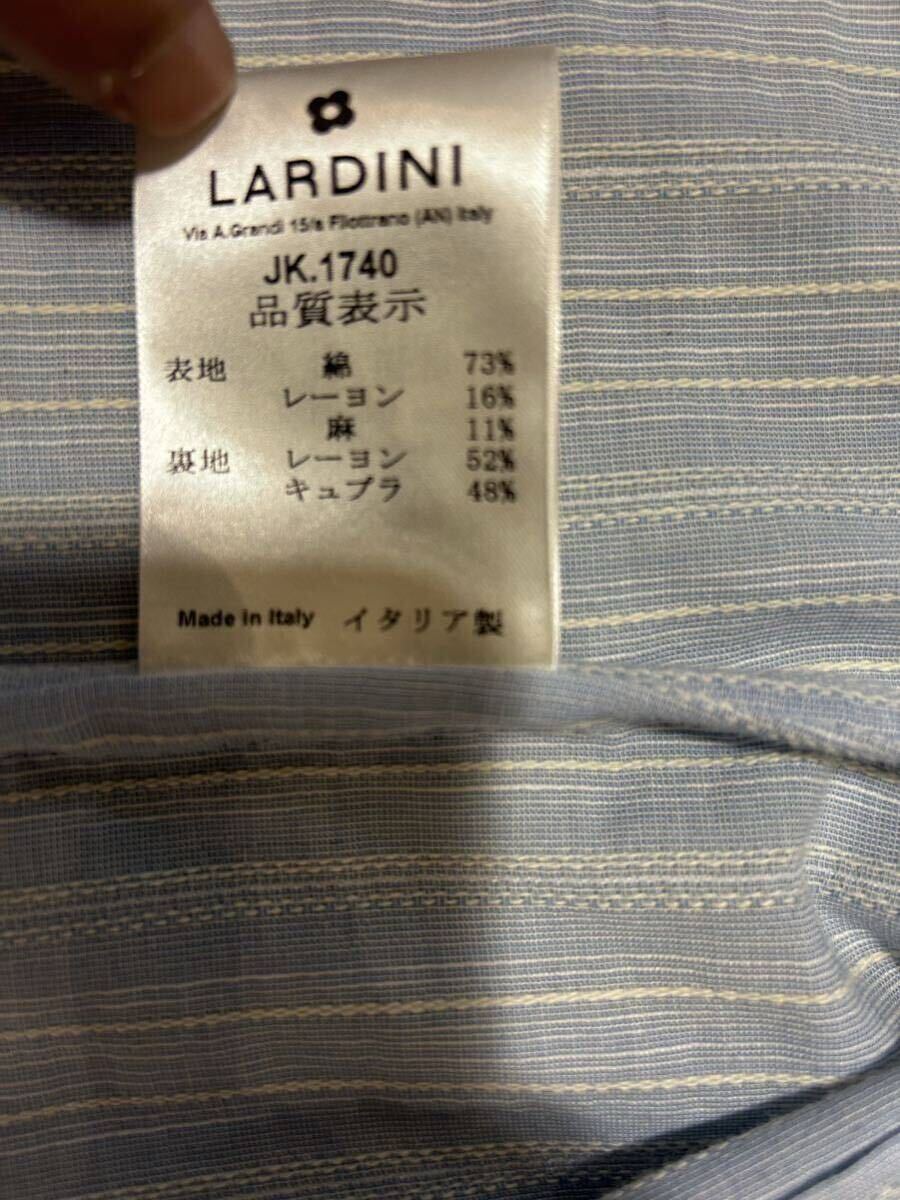 LARDINI
Via A.Grandi 15/a Filottrano (AN) Italy
JK.1740
品質表示
表地 綿 73%
レーヨン 16%
麻 11%
裏地 レーヨン 52%
キュプラ 48%
Made in Italy イタリア製